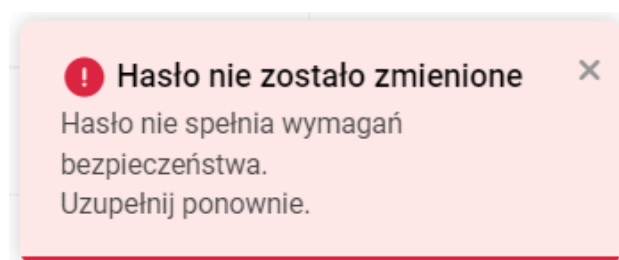 Hasło nie zostało zmienione
Hasło nie spełnia wymagań
bezpieczeństwa.
Uzupełnij ponownie.